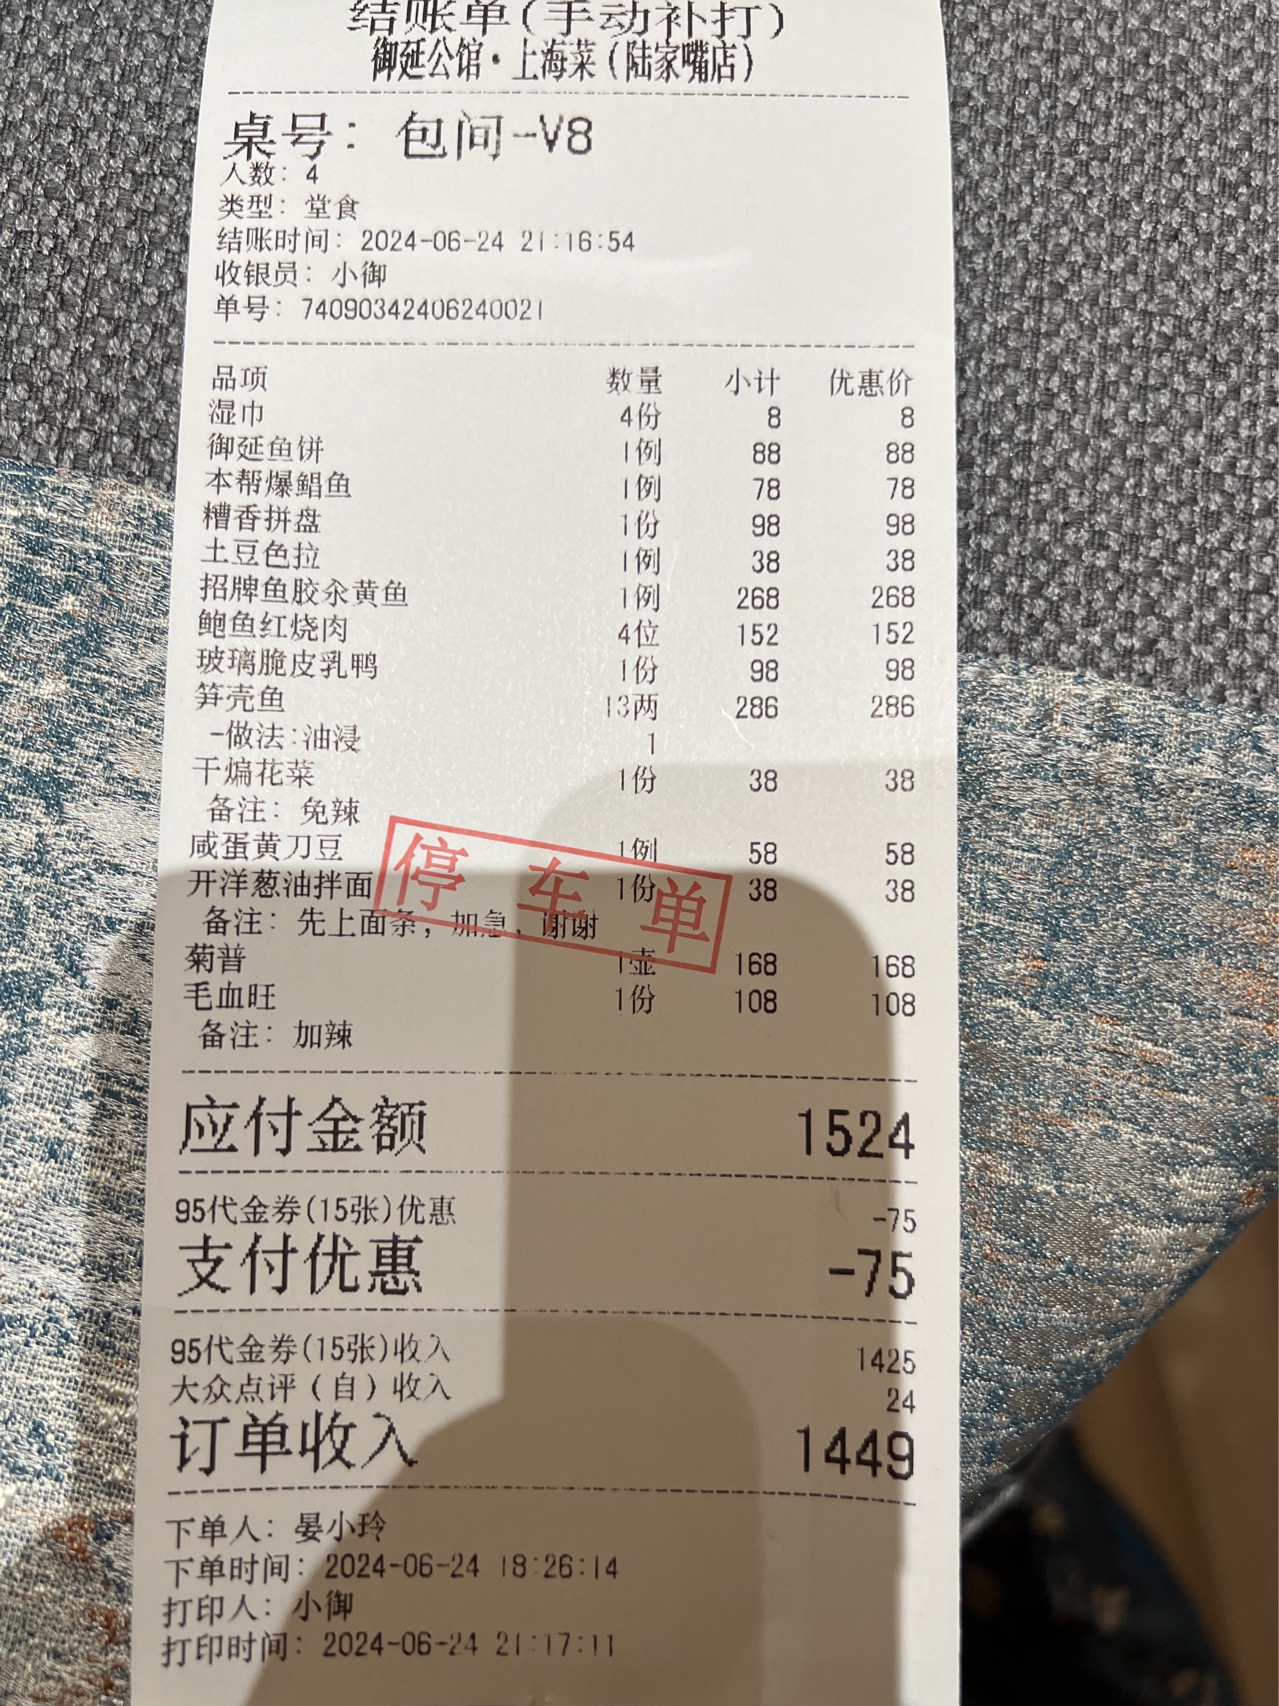 结账单(手动补打)
御延公馆·上海菜(陆家嘴店)
桌号: 包间-V8
人数: 4
类型: 堂食
结账时间: 2024-06-24 21:16:54
收银员: 小御
单号: 74090342406240021
品项 数量 小计 优惠价
湿巾 4份 8 8
御延鱼饼 1例 88 88
本帮爆鲳鱼 1例 78 78
糟香拼盘 1份 98 98
土豆色拉 1例 38 38
招牌鱼胶汆黄鱼 1例 268 268
鲍鱼红烧肉 4位 152 152
玻璃脆皮乳鸭 1份 98 98
笋壳鱼 13两 286 286
-做法:油浸 1
干煸花菜 1份 38 38
备注: 免辣
咸蛋黄刀豆 1例 58 58
开洋葱油拌面 1份 38 38
停车单
备注: 先上面条, 加急, 谢谢
菊普 1壶 168 168
毛血旺 1份 108 108
备注: 加辣
应付金额 1524
95代金券(15张)优惠 -75
支付优惠 -75
95代金券(15张)收入 1425
大众点评(自)收入 24
订单收入 1449
下单人: 晏小玲
下单时间: 2024-06-24 18:26:14
打印人: 小御
打印时间: 2024-06-24 21:17:11